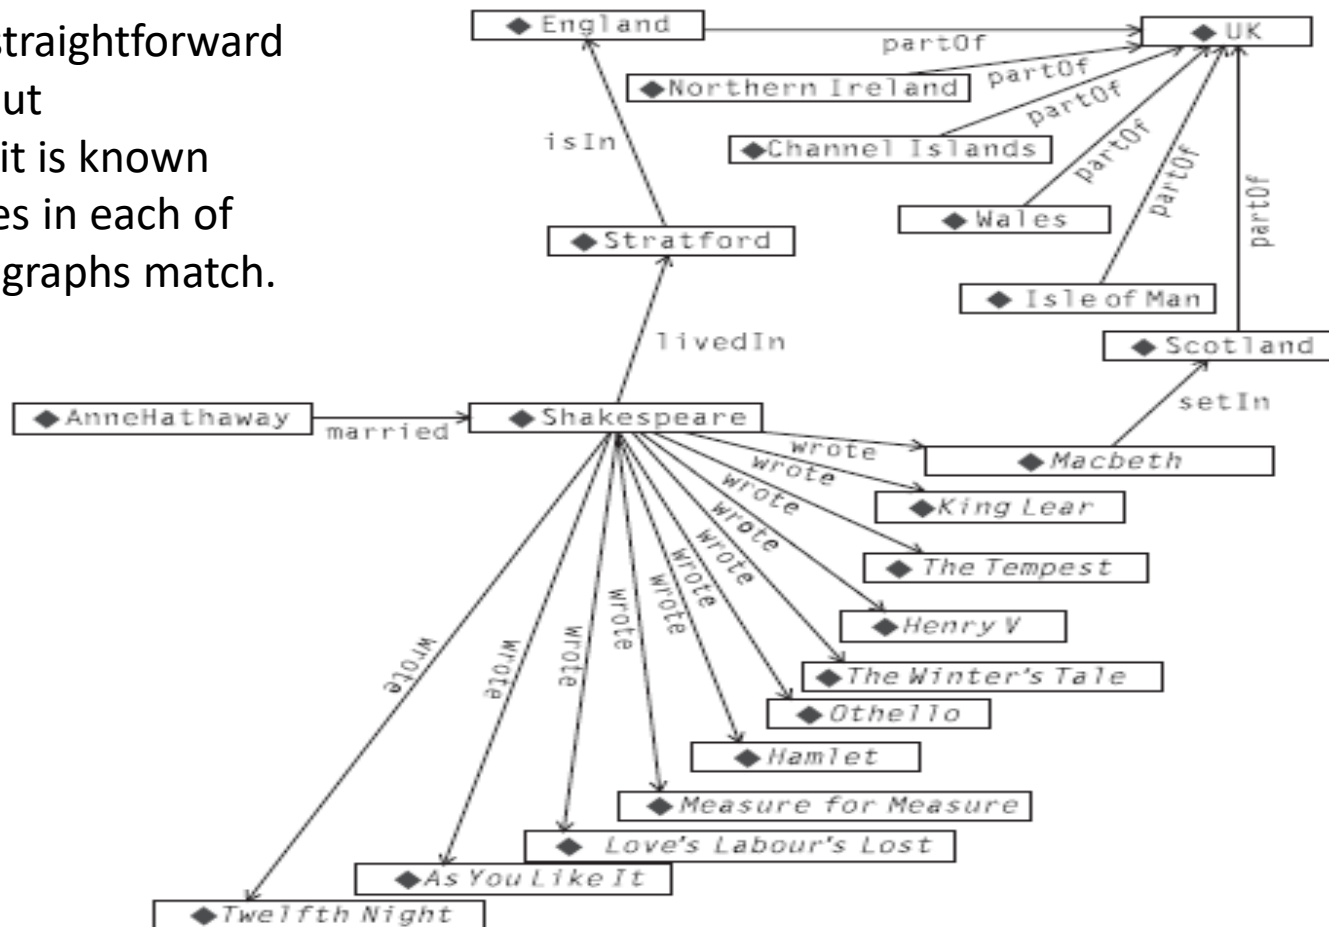 straightforward
out
it is known
es in each of
graphs match.
◆ England
partOf
◆ UK
◆Northern Ireland
partOf
partOf
◆Channel Islands
partOf
◆ Wales
partOf
◆ Isle of Man
partOf
◆ Scotland
isIn
◆ Stratford
livedIn
◆ AnneHathaway
married
◆ Shakespeare
setIn
wrote
◆ Macbeth
wrote
◆King Lear
wrote
◆ The Tempest
wrote
◆ Henry V
wrote
◆ The Winter's Tale
wrote
◆ Othello
wrote
◆ Hamlet
wrote
◆ Measure for Measure
wrote
◆ Love's Labour's Lost
wrote
◆As You Like It
wrote
◆Twelfth Night